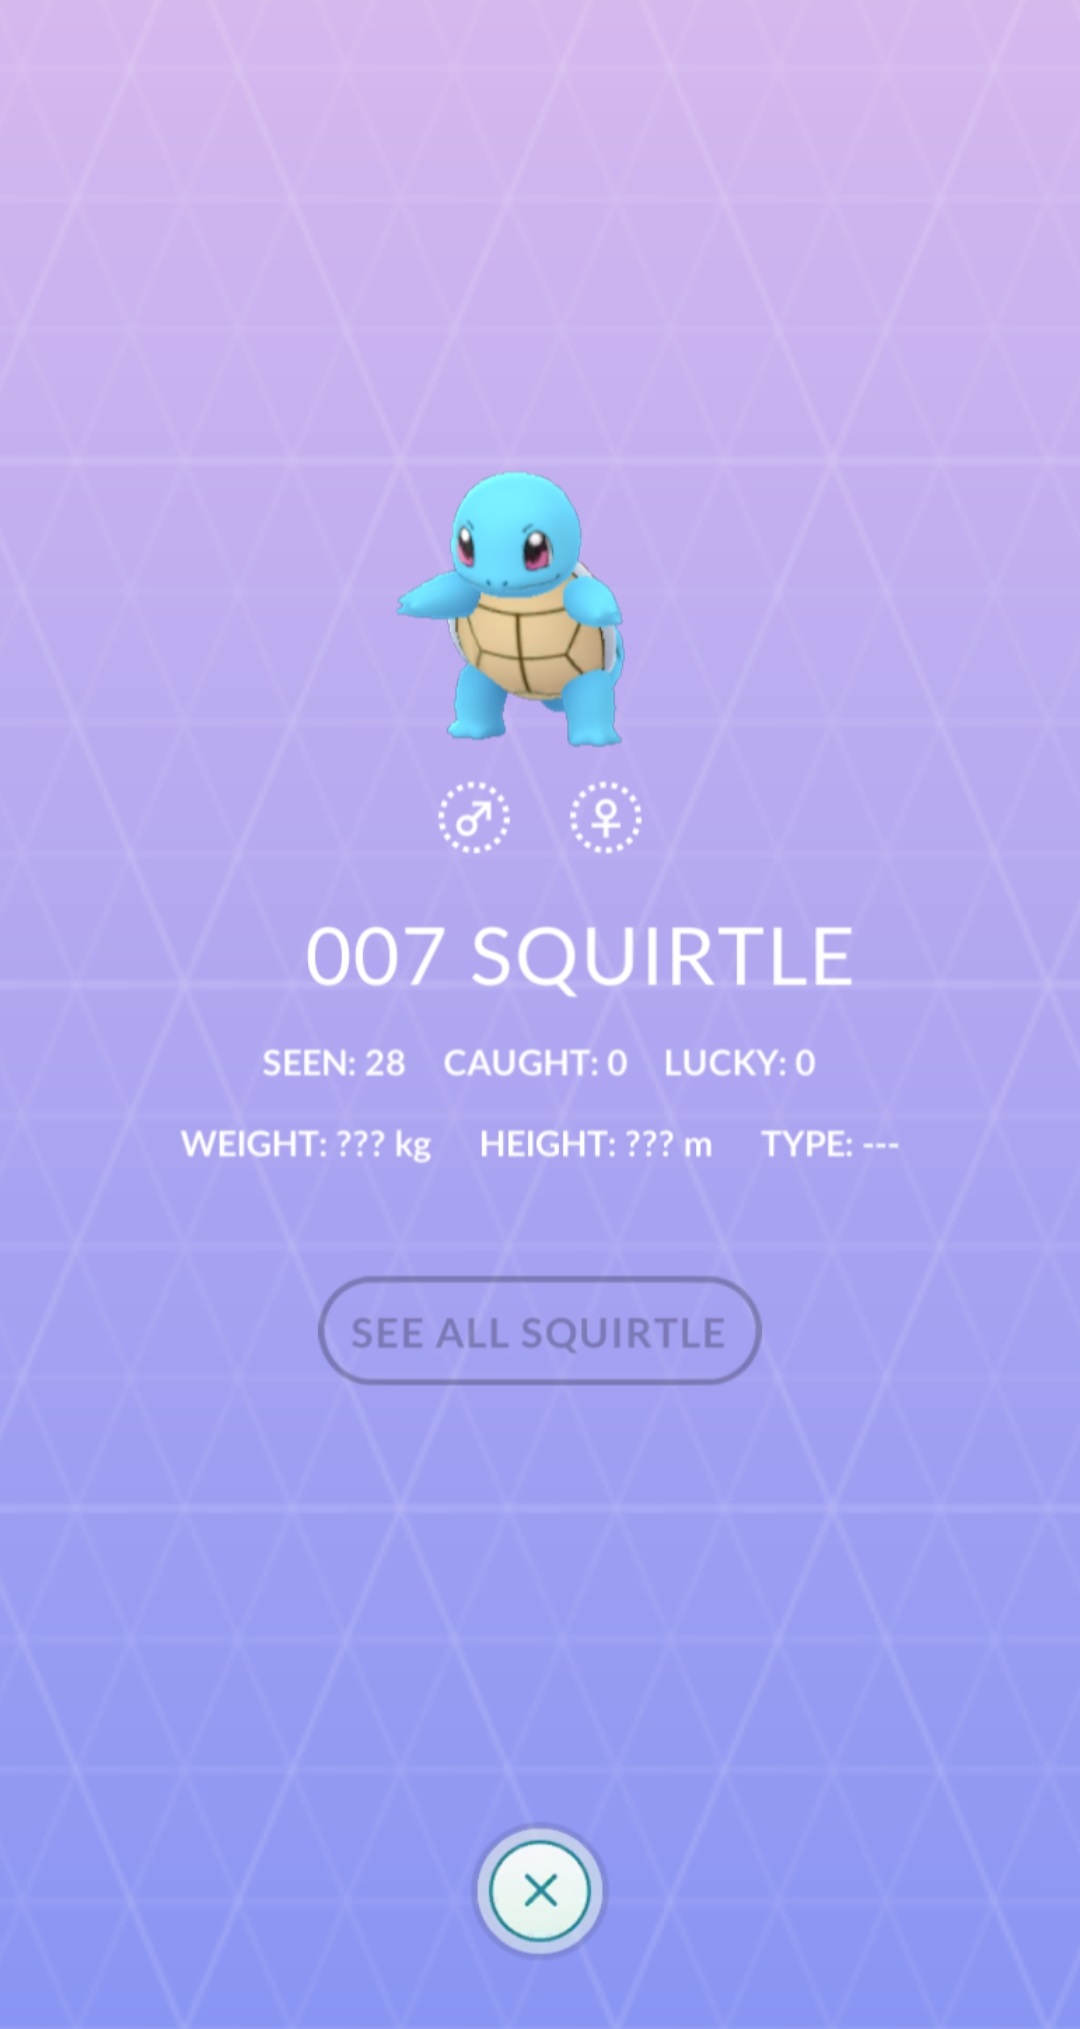 007 SQUIRTLE
SEEN: 28 CAUGHT: 0 LUCKY: 0
WEIGHT: ??? kg HEIGHT: ??? m TYPE: ---
SEE ALL SQUIRTLE